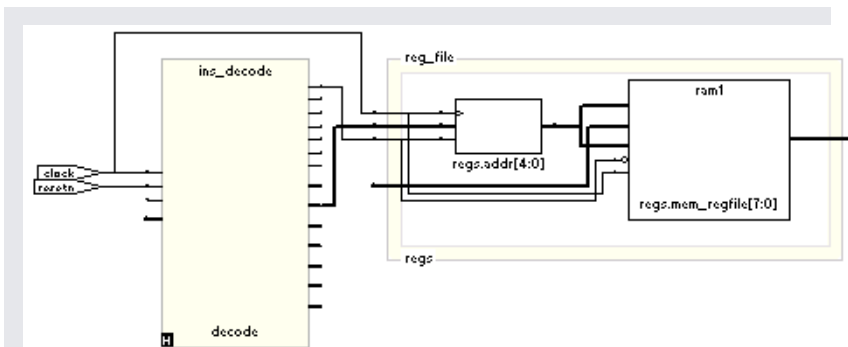 ins_decode
reg_file
ram1
regs.addr[4:0]
clock
resetn
regs.mem_regfile[7:0]
regs
H
decode